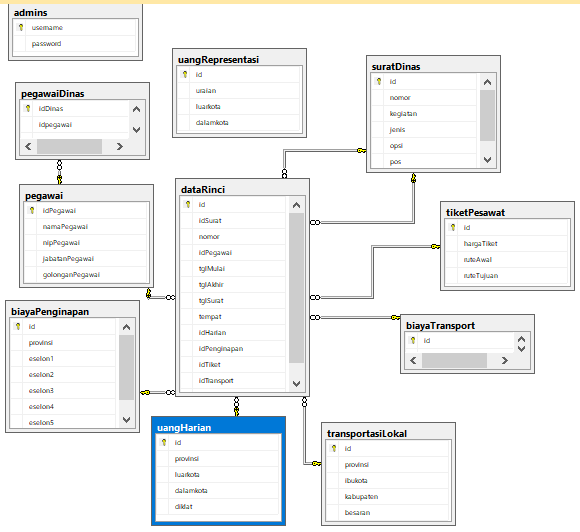 admins
username
password
uangRepresentasi
id
uraian
luarkota
dalamkota
suratDinas
id
nomor
kegiatan
jenis
opsi
pos
pegawaiDinas
idDinas
idpegawai
pegawai
idPegawai
namaPegawai
nipPegawai
jabatanPegawai
golonganPegawai
dataRinci
id
idSurat
nomor
idPegawai
tglMulai
tglAkhir
tglSurat
tempat
idHarian
idPenginapan
idTiket
idTransport
tiketPesawat
id
hargaTiket
ruteAwal
ruteTujuan
biayaPenginapan
id
provinsi
eselon1
eselon2
eselon3
eselon4
eselon5
biayaTransport
id
uangHarian
id
provinsi
luarkota
dalamkota
diklat
transportasiLokal
id
provinsi
ibukota
kabupaten
besaran